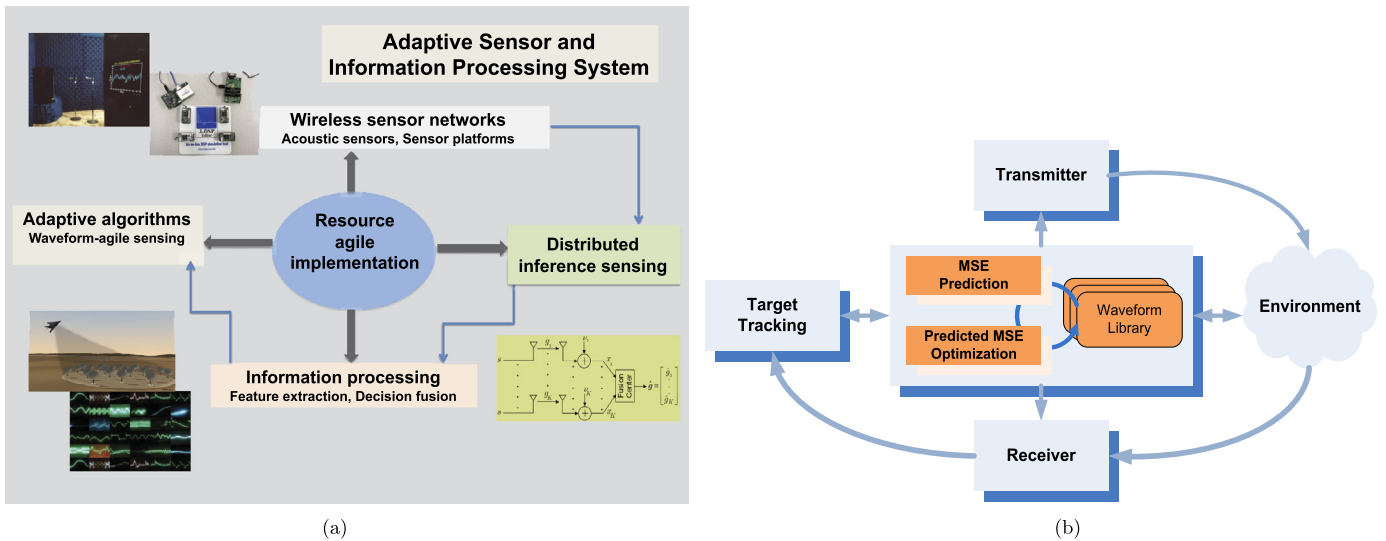 Adaptive Sensor and
Information Processing System
Wireless sensor networks
Acoustic sensors, Sensor platforms
Adaptive algorithms
Waveform-agile sensing
Resource
agile
implementation
Distributed
inference sensing
Information processing
Feature extraction, Decision fusion
Fusion
Center
(a)
Transmitter
MSE
Prediction
Predicted MSE
Optimization
Waveform
Library
Target
Tracking
Environment
Receiver
(b)